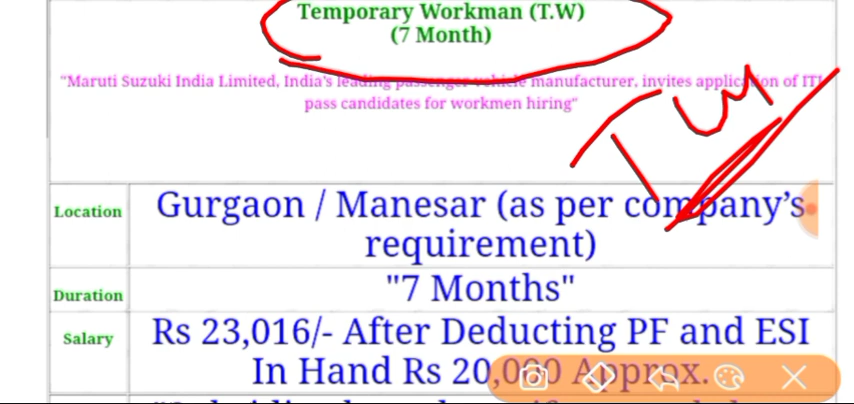 Temporary Workman (T.W)
(7 Month)
"Maruti Suzuki India Limited, India's leading passenger vehicle manufacturer, invites application of ITI
pass candidates for workmen hiring"
TW
Location
Gurgaon / Manesar (as per company's
requirement)
Duration
"7 Months"
Salary
Rs 23,016/- After Deducting PF and ESI
In Hand Rs 20,000 Approx.